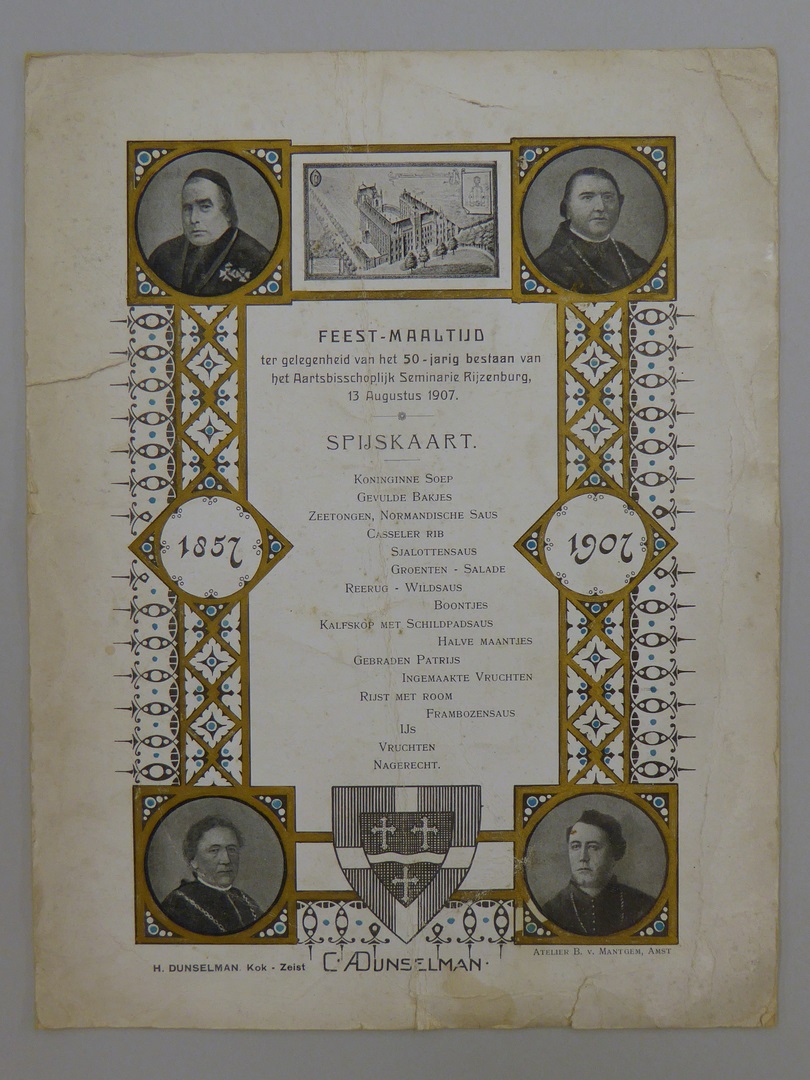 FEEST-MAALTIJD
ter gelegenheid van het 50-jarig bestaan van
het Aartsbisschoplijk Seminarie Rijzenburg,
13 Augustus 1907.
SPIJSKAART.
KONINGINNE SOEP
GEVULDE BAKJES
ZEETONGEN, NORMANDISCHE SAUS
CASSELER RIB
SJALOTTENSAUS
GROENTEN - SALADE
REERUG - WILDSAUS
BOONTJES
KALFSKOP MET SCHILDPADSAUS
HALVE MAANTJES
GEBRADEN PATRIJS
INGEMAAKTE VRUCHTEN
RIJST MET ROOM
FRAMBOZENSAUS
IJS
VRUCHTEN
NAGERECHT.
1857
1907
ATELIER B. v. MANTGEM, AMST
H. DUNSELMAN. Kok - Zeist
C. A DUNSELMAN.